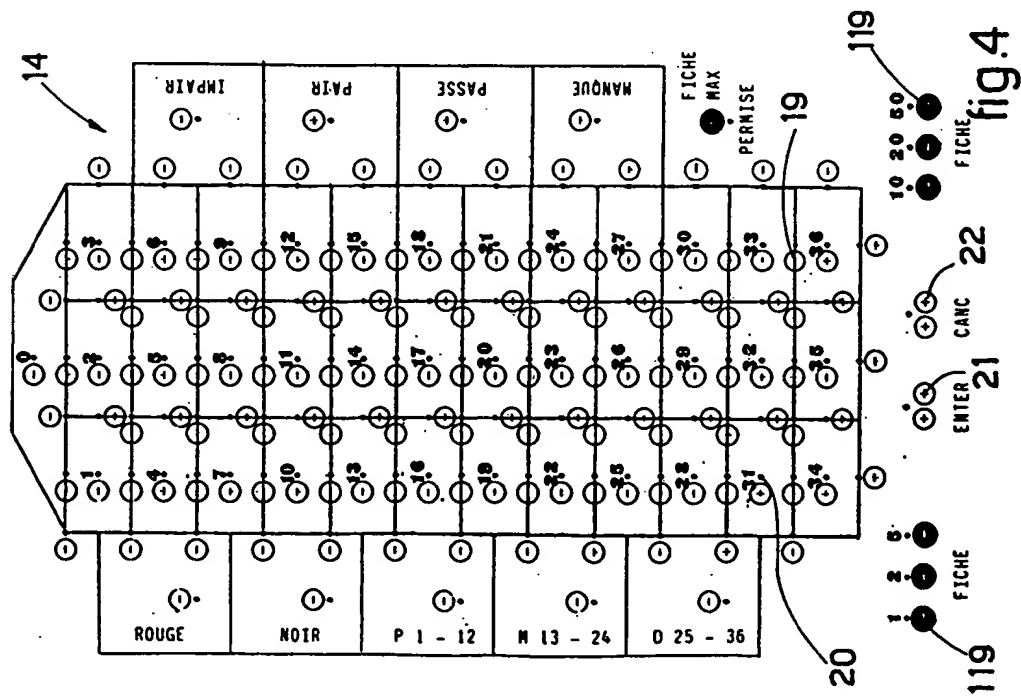 14
0
1 2 3
4 5 6
7 8 9
10 11 12
13 14 15
16 17 18
19 20 21
22 23 24
25 26 27
28 29 30
31 32 33
34 35 36
ROUGE
NOIR
P 1 - 12
M 13 - 24
D 25 - 36
IMPAIR
PAIR
PASSE
MANQUE
FICHE
MAX
PERMISE
19
20
1 2 5
FICHE
119
ENTER
21
CANC
22
10 20 50
FICHE
119
fig.4